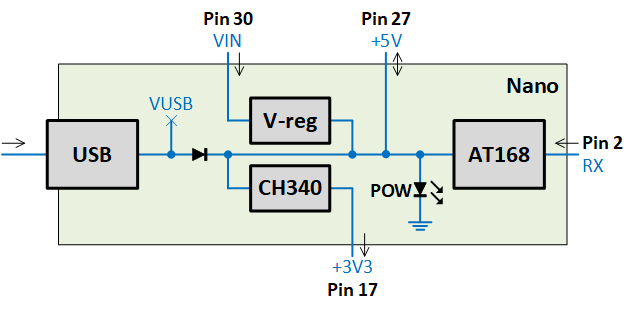 Pin 30
VIN
Pin 27
+5V
Nano
VUSB
V-reg
USB
AT168
Pin 2
RX
CH340
POW
+3V3
Pin 17